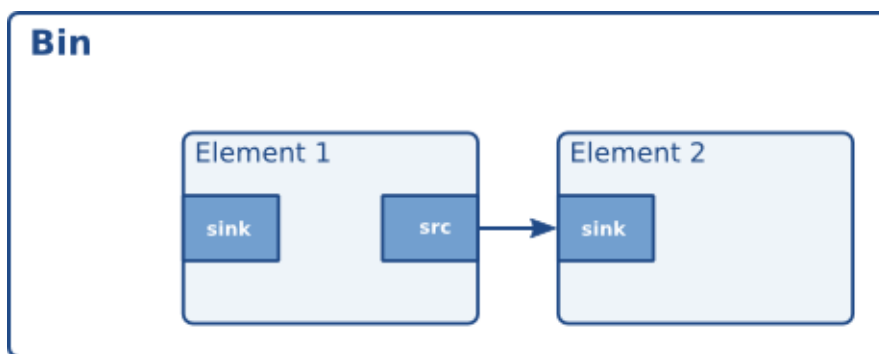 Bin
Element 1
Element 2
sink
src
sink